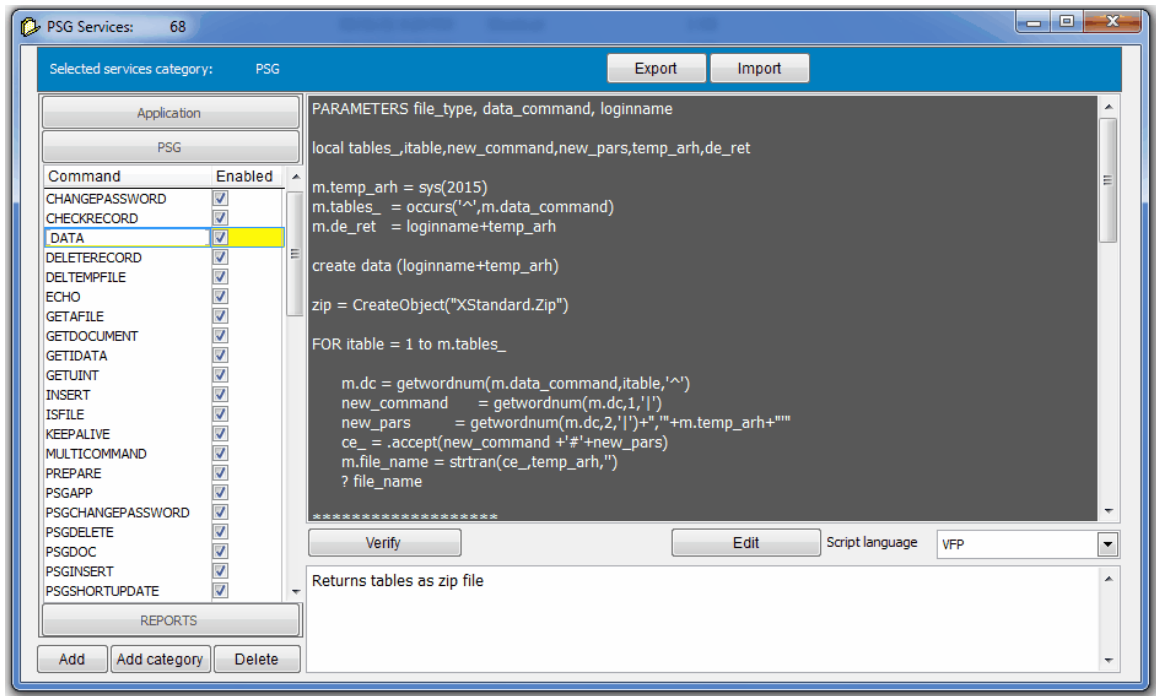 PSG Services: 68
Selected services category: PSG
Export
Import
Application
PSG
Command Enabled
CHANGEPASSWORD
CHECKRECORD
DATA
DELETERECORD
DELTEMPFILE
ECHO
GETAFILE
GETDOCUMENT
GETIDATA
GETUINT
INSERT
ISFILE
KEEPALIVE
MULTICOMMAND
PREPARE
PSGAPP
PSGCHANGEPASSWORD
PSGDELETE
PSGDOC
PSGINSERT
PSGSHORTUPDATE
REPORTS
Add
Add category
Delete
PARAMETERS file_type, data_command, loginname
local tables_,itable,new_command,new_pars,temp_arh,de_ret
m.temp_arh = sys(2015)
m.tables_ = occurs('^',m.data_command)
m.de_ret = loginname+temp_arh
create data (loginname+temp_arh)
zip = CreateObject("XStandard.Zip")
FOR itable = 1 to m.tables_
m.dc = getwordnum(m.data_command,itable,'^')
new_command = getwordnum(m.dc,1,'|')
new_pars = getwordnum(m.dc,2,'|')+",'"+m.temp_arh+"'"
ce_ = .accept(new_command +'#'+new_pars)
m.file_name = strtran(ce_,temp_arh,'')
? file_name
*******************
Verify
Edit
Script language
VFP
Returns tables as zip file